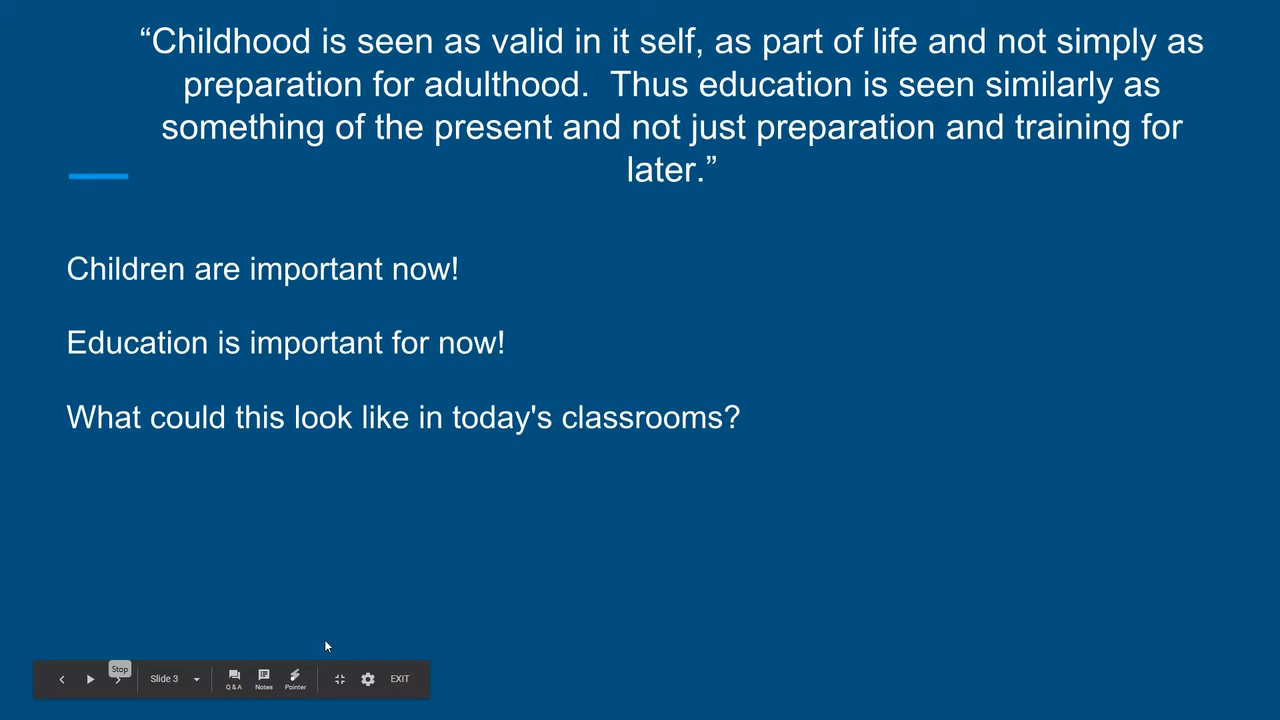 “Childhood is seen as valid in it self, as part of life and not simply as
preparation for adulthood.  Thus education is seen similarly as
something of the present and not just preparation and training for
later.”
Children are important now!
Education is important for now!
What could this look like in today's classrooms?
Stop
Slide 3
Q & A
Notes
Pointer
EXIT